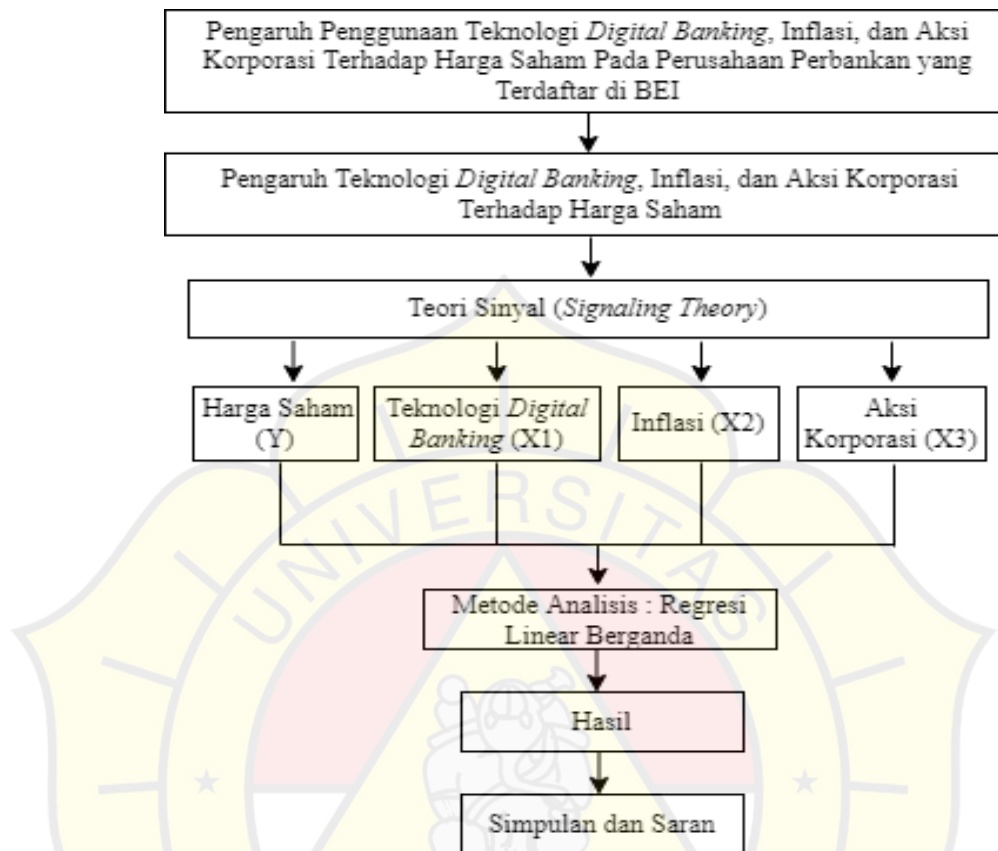 Pengaruh Penggunaan Teknologi Digital Banking, Inflasi, dan Aksi
Korporasi Terhadap Harga Saham Pada Perusahaan Perbankan yang
Terdaftar di BEI
Pengaruh Teknologi Digital Banking, Inflasi, dan Aksi Korporasi
Terhadap Harga Saham
Teori Sinyal (Signaling Theory)
Harga Saham
(Y)
Teknologi Digital
Banking (X1)
Inflasi (X2)
Aksi
Korporasi (X3)
UNIVERSITAS
Metode Analisis : Regresi
Linear Berganda
Hasil
Simpulan dan Saran